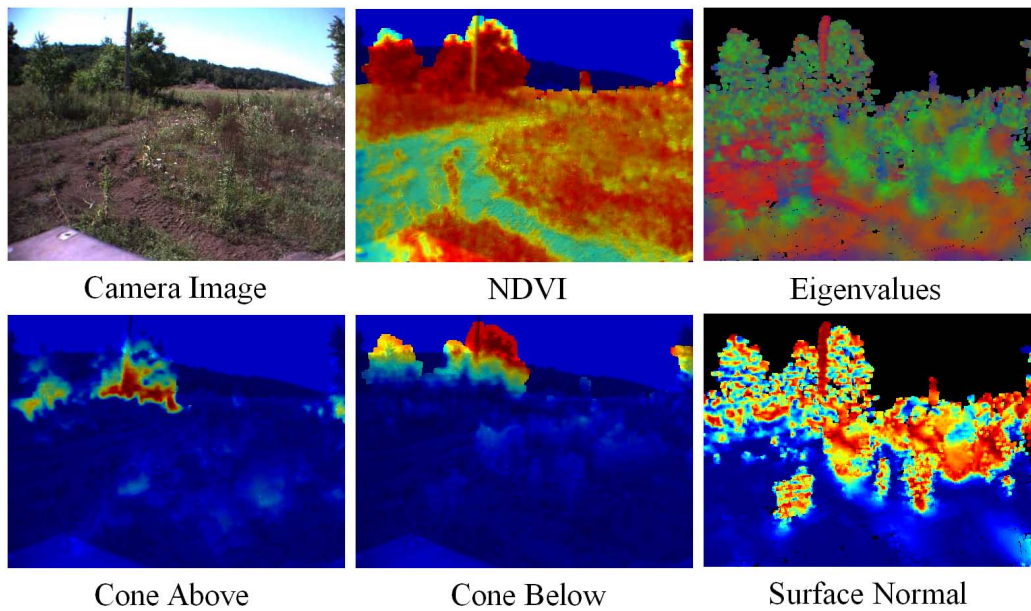 Camera Image
NDVI
Eigenvalues
Cone Above
Cone Below
Surface Normal